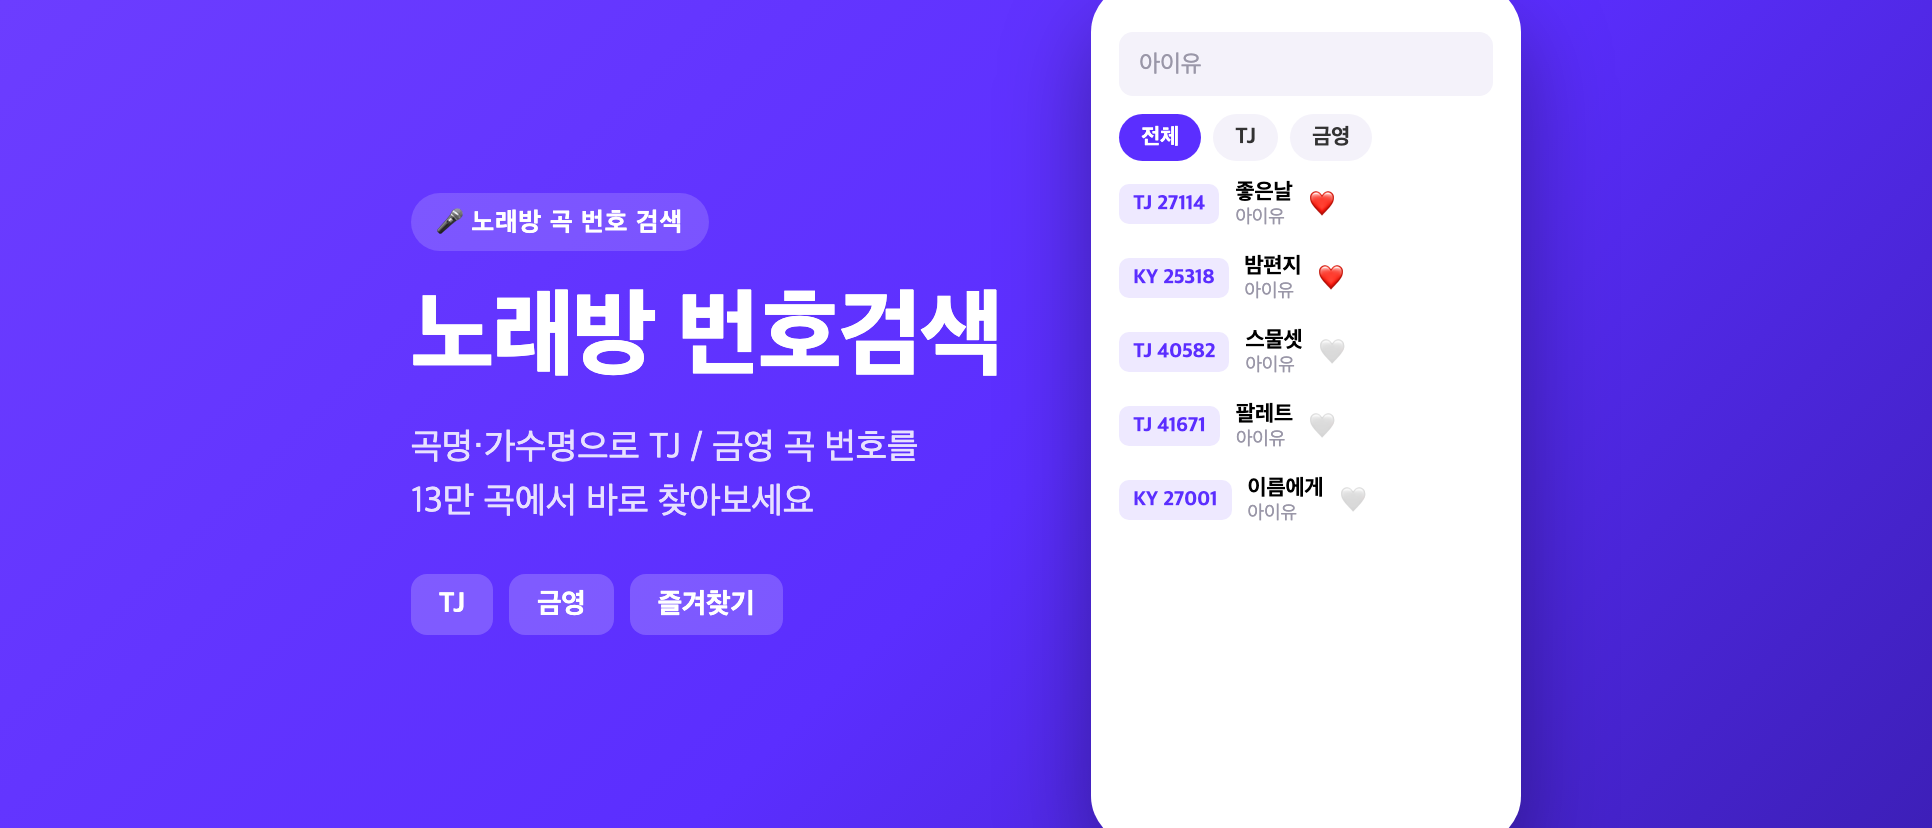 🎤 노래방 곡 번호 검색
노래방 번호검색
곡명·가수명으로 TJ / 금영 곡 번호를
13만 곡에서 바로 찾아보세요
TJ 금영 즐겨찾기
아이유
전체 TJ 금영
TJ 27114 좋은날 ❤️
아이유
KY 25318 밤편지 ❤️
아이유
TJ 40582 스물셋 🤍
아이유
TJ 41671 팔레트 🤍
아이유
KY 27001 이름에게 🤍
아이유